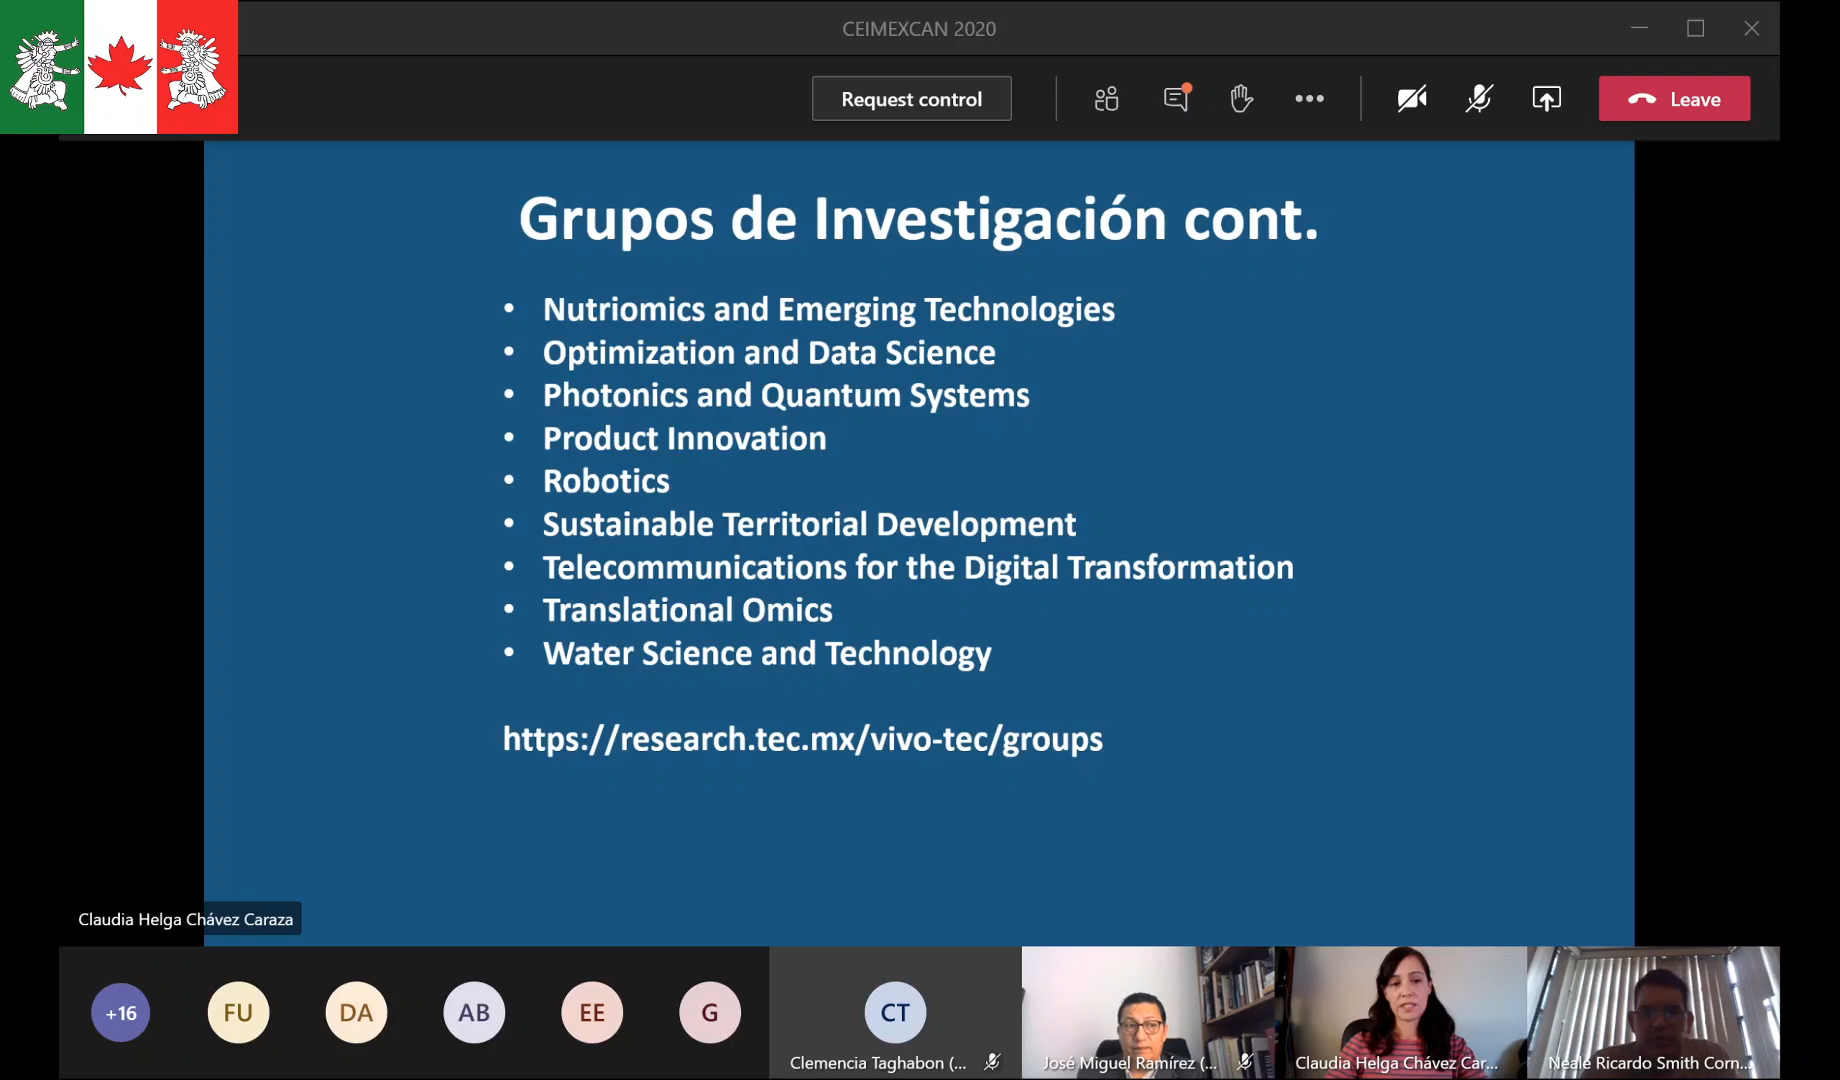 CEIMEXCAN 2020
Request control
Leave
Grupos de Investigación cont.
• Nutriomics and Emerging Technologies
• Optimization and Data Science
• Photonics and Quantum Systems
• Product Innovation
• Robotics
• Sustainable Territorial Development
• Telecommunications for the Digital Transformation
• Translational Omics
• Water Science and Technology
https://research.tec.mx/vivo-tec/groups
Claudia Helga Chávez Caraza
+16
FU
DA
AB
EE
G
CT
Clemencia Taghabon (...
José Miguel Ramírez (...
Claudia Helga Chávez Car...
Neale Ricardo Smith Corn...